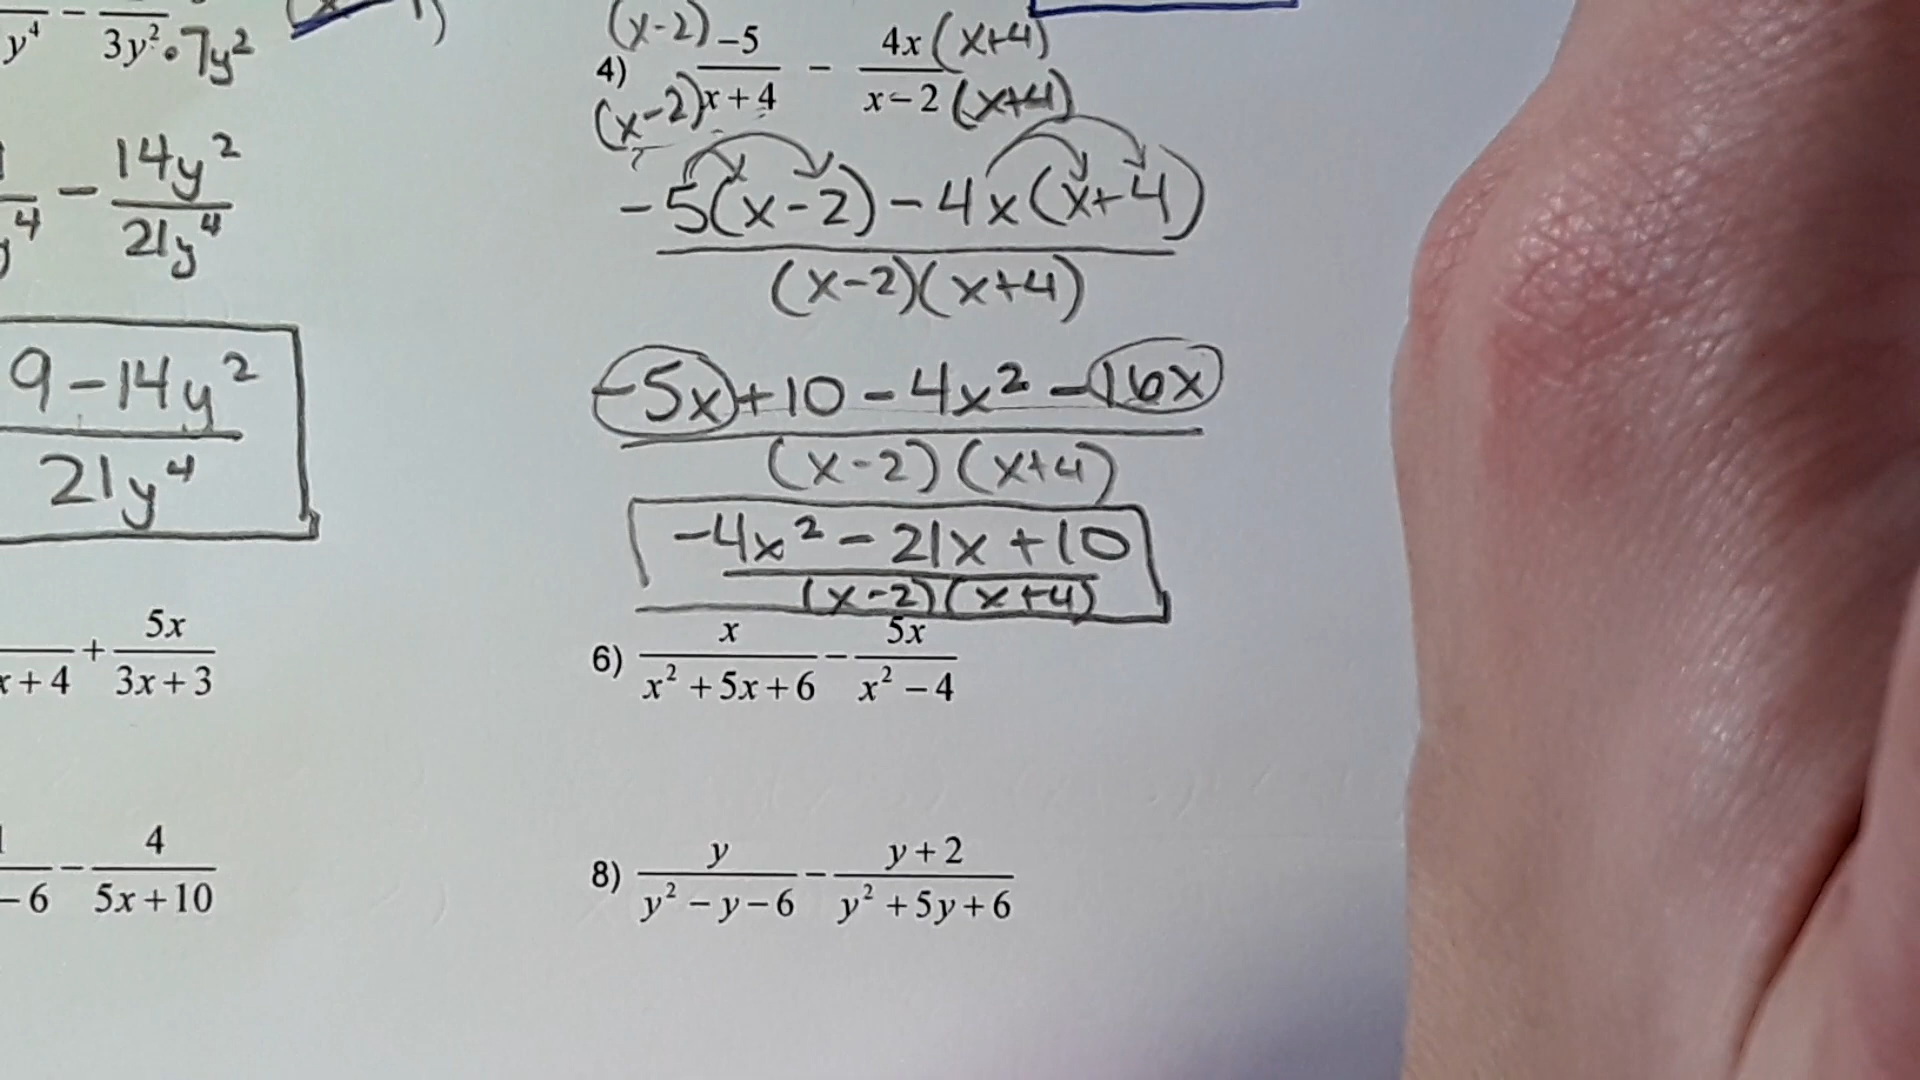 y⁴ − 3y² • 7y²
− 14y² / 21y⁴
9 − 14y² / 21y⁴
x + 4 + 5x / 3x + 3
− 6 − 4 / 5x + 10
4) (x-2) −5 / (x-2) x + 4 − 4x (x+4) / x − 2 (x+4)
-5(x-2) - 4x(x+4)
(x-2)(x+4)
-5x + 10 - 4x² - 16x
(x-2)(x+4)
-4x² - 21x + 10
(x-2)(x+4)
6) x / x² + 5x + 6 − 5x / x² − 4
8) y / y² − y − 6 − y + 2 / y² + 5y + 6